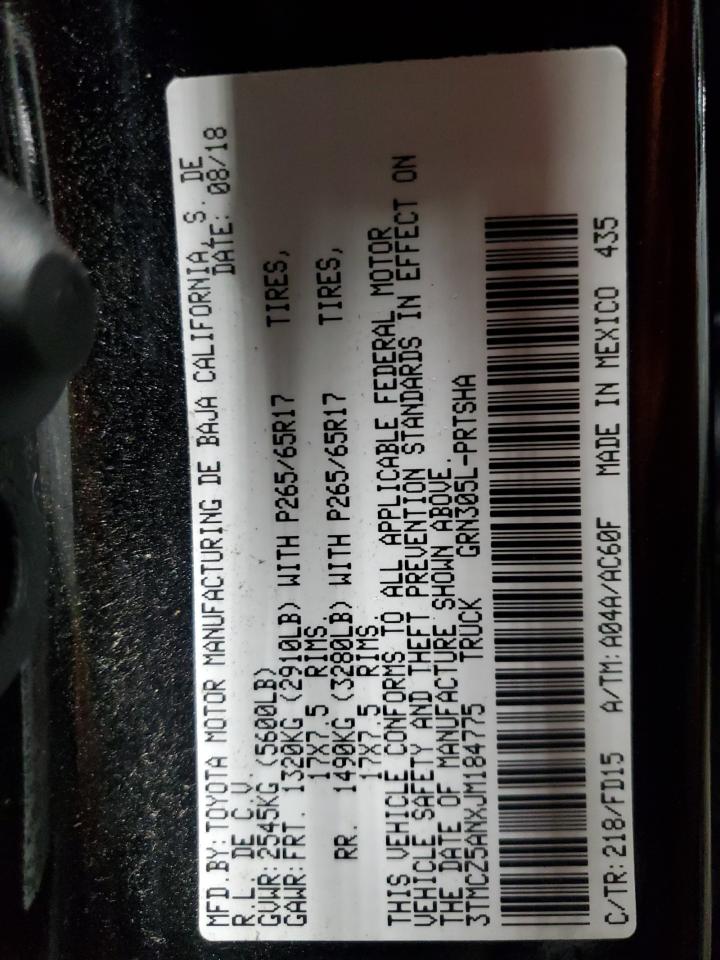 MFD.BY: TOYOTA MOTOR MANUFACTURING DE BAJA CALIFORNIA, S. DE
R.L. DE C.V. DATE: 08/18
GVWR: 2545KG (5600LB)
GAWR: FRT. 1320KG (2910LB) WITH P265/65R17 TIRES,
17X7.5 RIMS
RR. 1490KG (3280LB) WITH P265/65R17 TIRES,
17X7.5 RIMS.
THIS VEHICLE CONFORMS TO ALL APPLICABLE FEDERAL MOTOR
VEHICLE SAFETY AND THEFT PREVENTION STANDARDS IN EFFECT ON
THE DATE OF MANUFACTURE SHOWN ABOVE.
3TMCZ5ANXJM184775 TRUCK GRN305L-PRTSHA
C/TR: 218/FD15 A/TM: A04A/AC60F MADE IN MEXICO 435